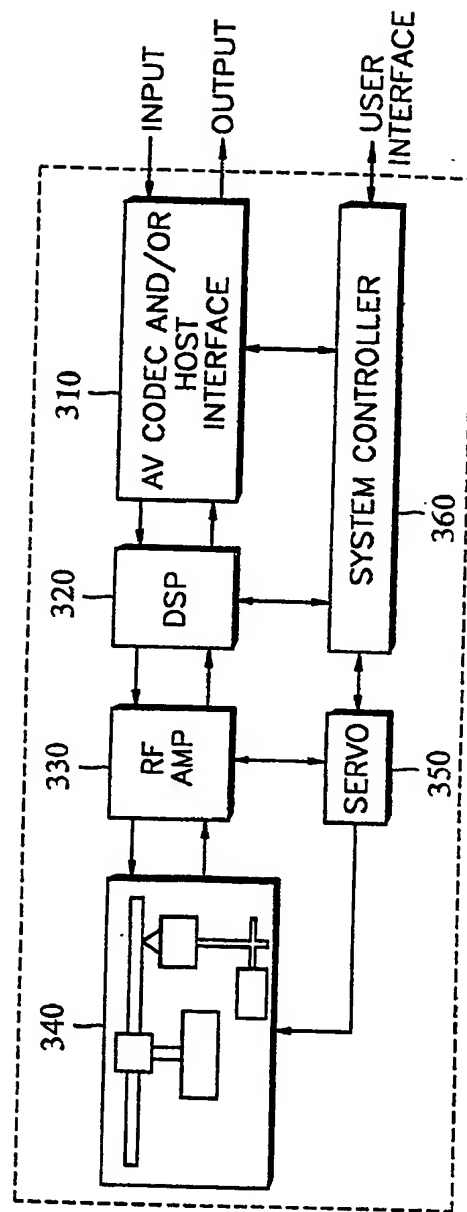 340
330
320
310
RF
AMP
DSP
AV CODEC AND/OR
HOST
INTERFACE
INPUT
OUTPUT
SERVO
350
SYSTEM CONTROLLER
360
USER
INTERFACE